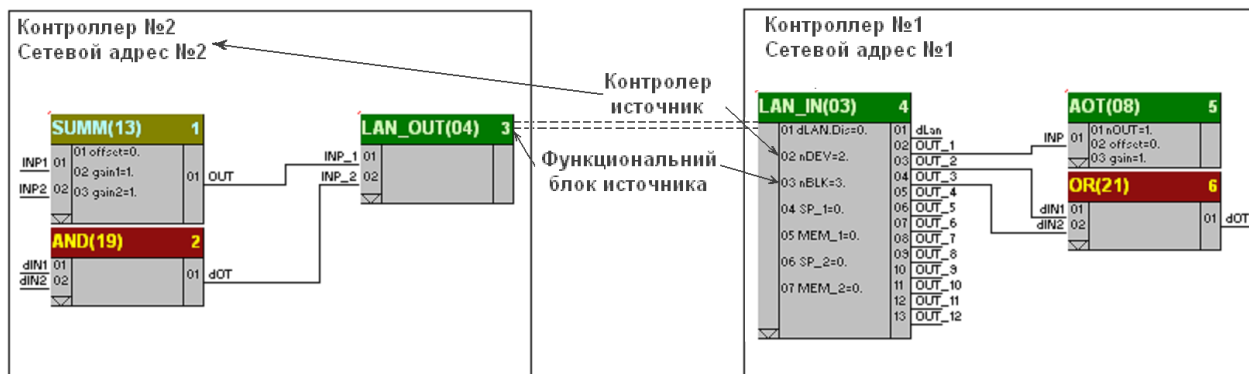 Контроллер №2
Сетевой адрес №2
SUMM(13) 1
INP1 01
INP2 02
01 offset=0.
02 gain1=1.
03 gain2=1.
01 OUT
AND(19) 2
dIN1 01
dIN2 02
01 dOT
LAN_OUT(04) 3
INP_1 01
INP_2 02
Контролер
источник
Функциональний
блок источника
Контроллер №1
Сетевой адрес №1
LAN_IN(03) 4
01 dLAN.Dis=0.
02 nDEV=2.
03 nBLK=3.
04 SP_1=0.
05 MEM_1=0.
06 SP_2=0.
07 MEM_2=0.
01 dLan
02 OUT_1
03 OUT_2
04 OUT_3
05 OUT_4
06 OUT_5
07 OUT_6
08 OUT_7
09 OUT_8
10 OUT_9
11 OUT_10
12 OUT_11
13 OUT_12
AOT(08) 5
INP 01
01 nOUT=1.
02 offset=0.
03 gain=1.
OR(21) 6
dIN1 01
dIN2 02
01 dOT